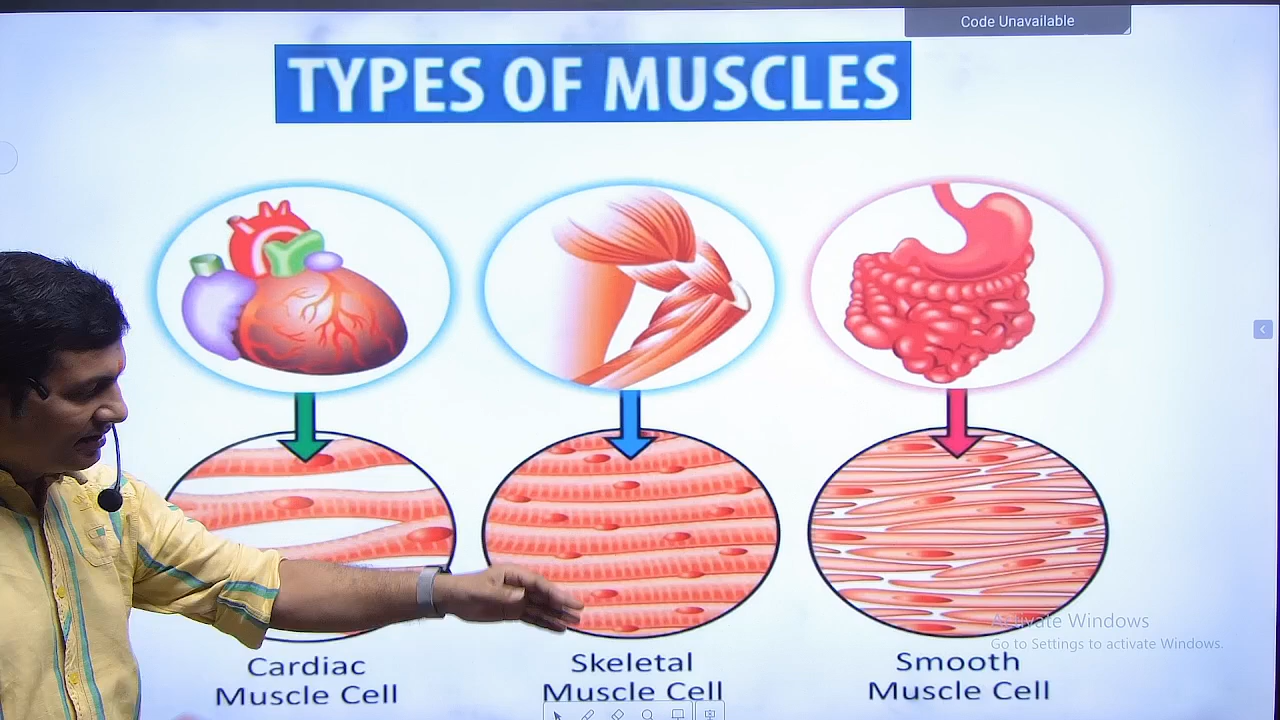 Code Unavailable
TYPES OF MUSCLES
Activate Windows
Go to Settings to activate Windows.
Cardiac
Muscle Cell
Skeletal
Muscle Cell
Smooth
Muscle Cell